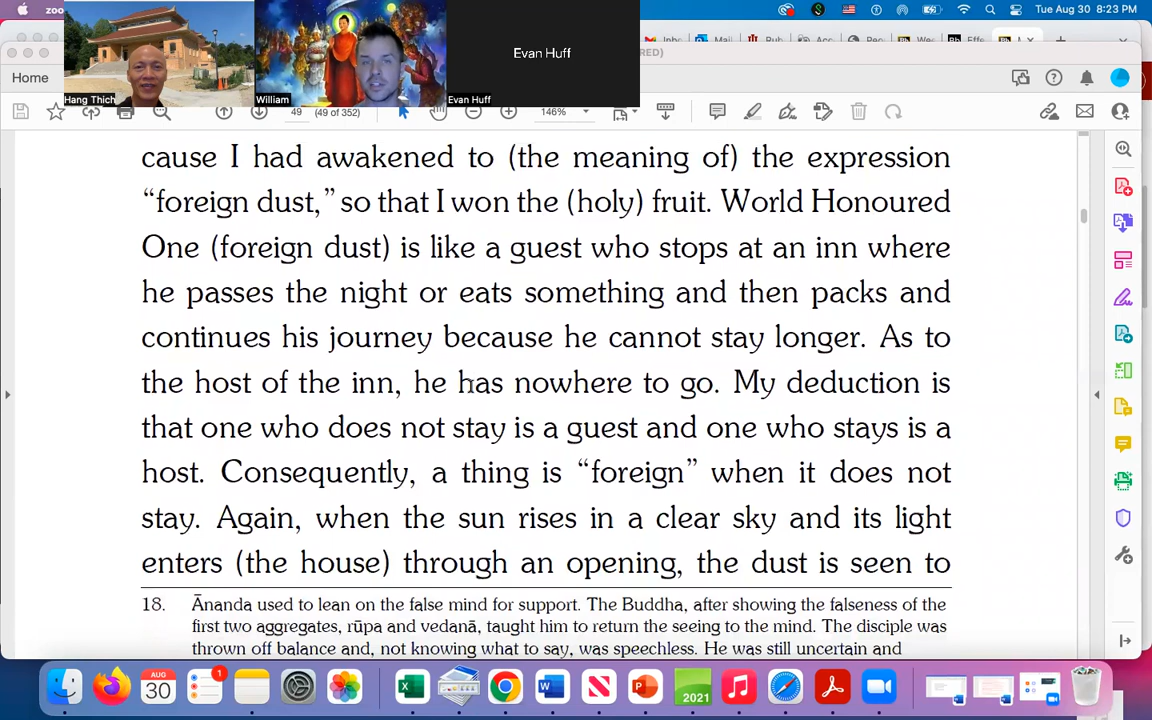 zoo
Tue Aug 30 8:23 PM
Evan Huff
Hang Thich
William
Evan Huff
Home
49 (49 of 352)
146%
cause I had awakened to (the meaning of) the expression
“foreign dust,” so that I won the (holy) fruit. World Honoured
One (foreign dust) is like a guest who stops at an inn where
he passes the night or eats something and then packs and
continues his journey because he cannot stay longer. As to
the host of the inn, he has nowhere to go. My deduction is
that one who does not stay is a guest and one who stays is a
host. Consequently, a thing is “foreign” when it does not
stay. Again, when the sun rises in a clear sky and its light
enters (the house) through an opening, the dust is seen to
18. Ānanda used to lean on the false mind for support. The Buddha, after showing the falseness of the
first two aggregates, rūpa and vedanā, taught him to return the seeing to the mind. The disciple was
thrown off balance and, not knowing what to say, was speechless. He was still uncertain and
AUG
30
1
2021